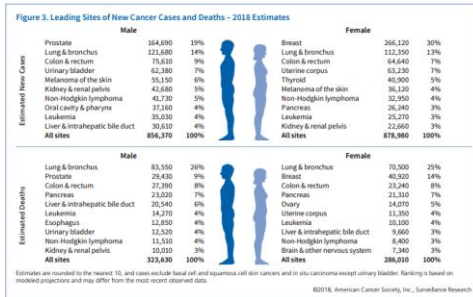 Figure 3. Leading Sites of New Cancer Cases and Deaths – 2018 Estimates
Estimated New Cases
Male
Prostate 164,690 19%
Lung & bronchus 121,680 14%
Colon & rectum 75,610 9%
Urinary bladder 62,380 7%
Melanoma of the skin 55,150 6%
Kidney & renal pelvis 42,680 5%
Non-Hodgkin lymphoma 41,730 5%
Oral cavity & pharynx 37,160 4%
Leukemia 35,030 4%
Liver & intrahepatic bile duct 30,610 4%
All sites 856,370 100%
Female
Breast 266,120 30%
Lung & bronchus 112,350 13%
Colon & rectum 64,640 7%
Uterine corpus 63,230 7%
Thyroid 40,900 5%
Melanoma of the skin 36,120 4%
Non-Hodgkin lymphoma 32,950 4%
Pancreas 26,240 3%
Leukemia 25,270 3%
Kidney & renal pelvis 22,660 3%
All sites 878,980 100%
Estimated Deaths
Male
Lung & bronchus 83,550 26%
Prostate 29,430 9%
Colon & rectum 27,390 8%
Pancreas 23,020 7%
Liver & intrahepatic bile duct 20,540 6%
Leukemia 14,270 4%
Esophagus 12,850 4%
Urinary bladder 12,520 4%
Non-Hodgkin lymphoma 11,510 4%
Kidney & renal pelvis 10,010 3%
All sites 323,630 100%
Female
Lung & bronchus 70,500 25%
Breast 40,920 14%
Colon & rectum 23,240 8%
Pancreas 21,310 7%
Ovary 14,070 5%
Uterine corpus 11,350 4%
Leukemia 10,100 4%
Liver & intrahepatic bile duct 9,660 3%
Non-Hodgkin lymphoma 8,400 3%
Brain & other nervous system 7,340 3%
All sites 286,010 100%
Estimates are rounded to the nearest 10, and cases exclude basal cell and squamous cell skin cancers and in situ carcinoma except urinary bladder. Ranking is based on
modeled projections and may differ from the most recent observed data.
©2018, American Cancer Society, Inc., Surveillance Research